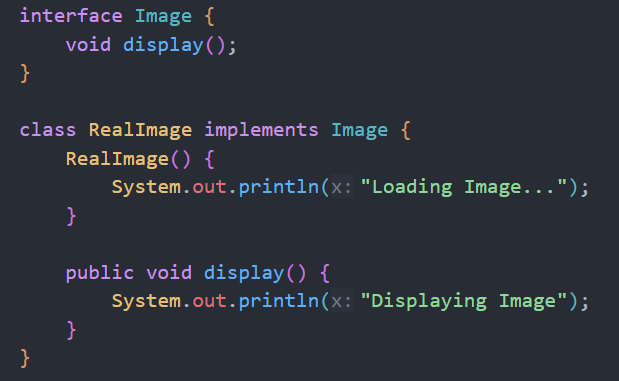 interface Image {
    void display();
}
class RealImage implements Image {
    RealImage() {
        System.out.println(x: "Loading Image...");
    }
    public void display() {
        System.out.println(x: "Displaying Image");
    }
}